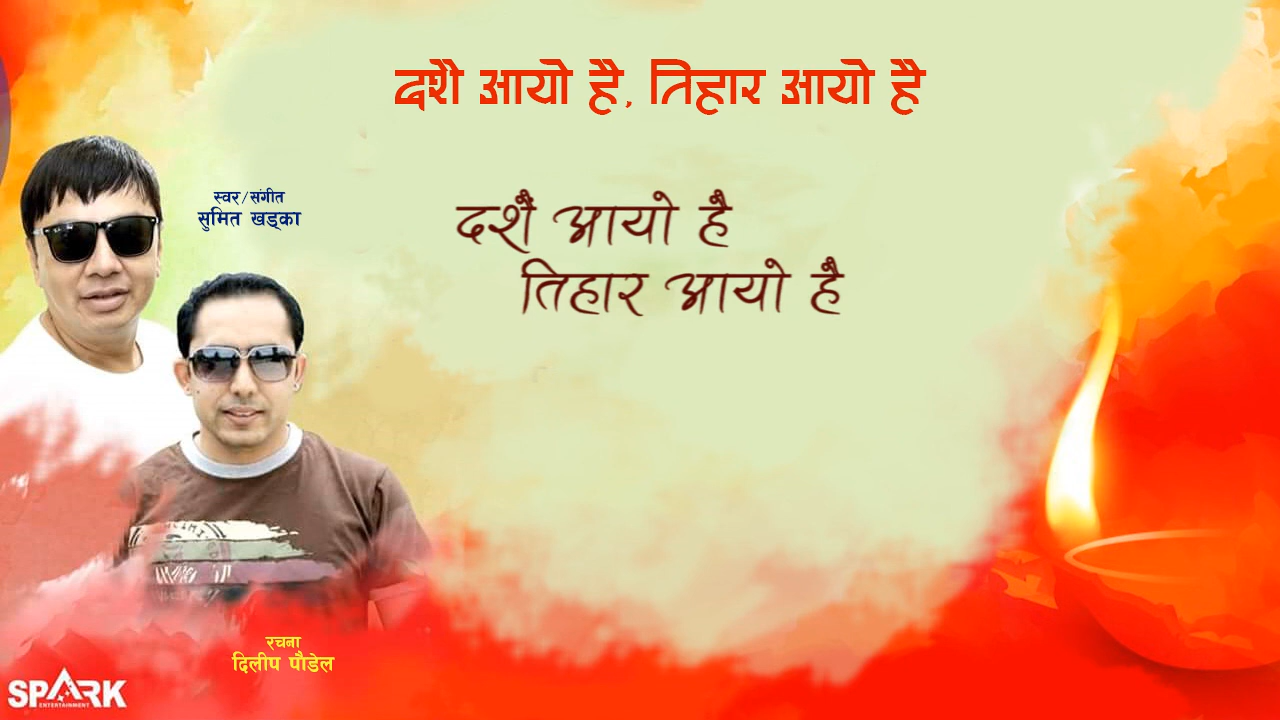 दशैं आयो है, तिहार आयो है
स्वर/संगीत
सुमित खड्का
दशैं आयो है
तिहार आयो है
रचना
दिलीप पौडेल
SPARK
ENTERTAINMENT